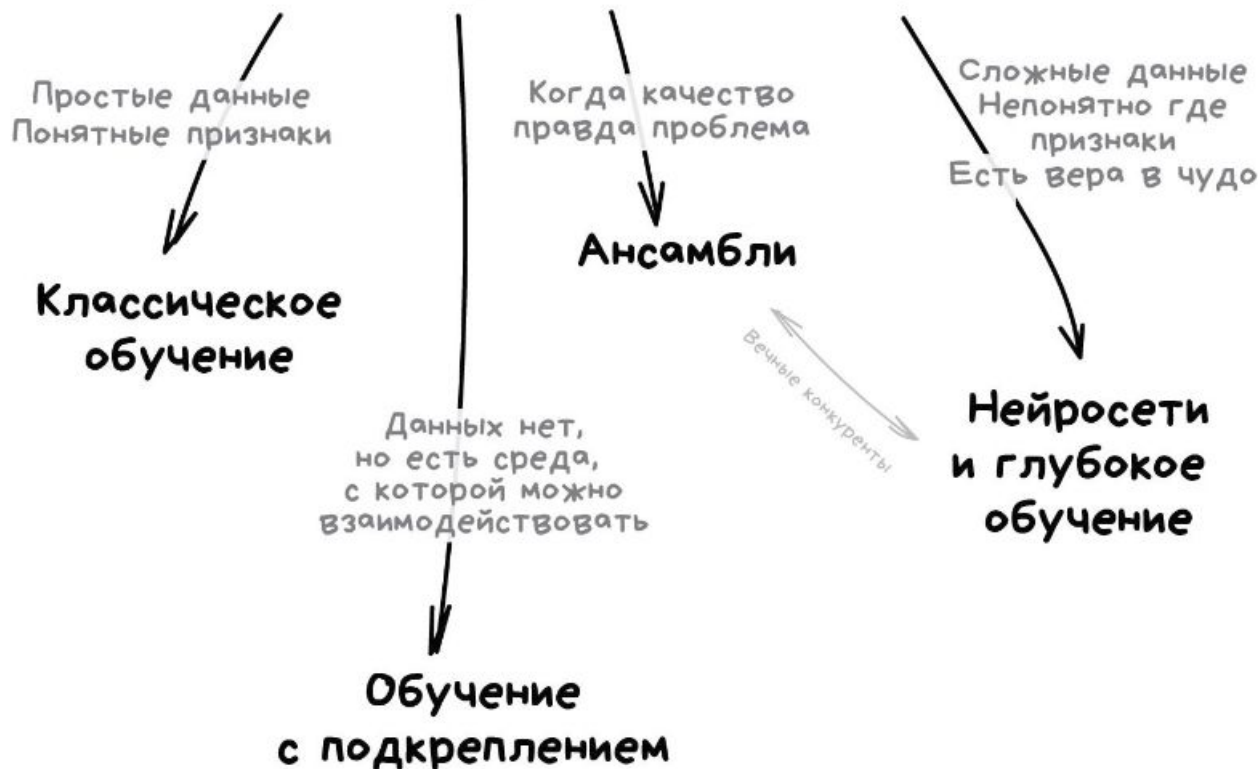 Простые данные
Понятные признаки
Классическое
обучение
Данных нет,
но есть среда,
с которой можно
взаимодействовать
Обучение
с подкреплением
Когда качество
правда проблема
Ансамбли
Вечные конкуренты
Сложные данные
Непонятно где
признаки
Есть вера в чудо
Нейросети
и глубокое
обучение